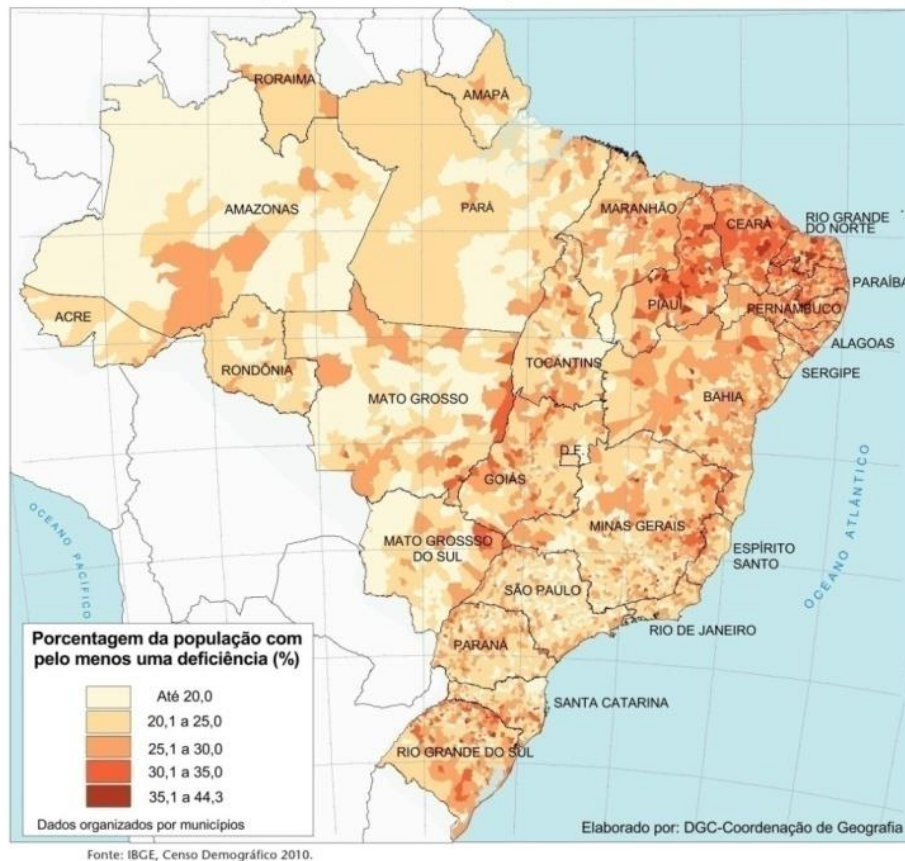 RORAIMA
AMAPÁ
AMAZONAS
PARÁ
MARANHÃO
CEARÁ
RIO GRANDE
DO NORTE
PARAÍBA
PIAUÍ
PERNAMBUCO
ACRE
ALAGOAS
SERGIPE
TOCANTINS
RONDÔNIA
MATO GROSSO
BAHIA
D.F.
GOIÁS
OCEANO ATLÂNTICO
OCEANO PACÍFICO
MINAS GERAIS
MATO GROSSSO
DO SUL
ESPÍRITO
SANTO
SÃO PAULO
RIO DE JANEIRO
PARANÁ
SANTA CATARINA
RIO GRANDE DO SUL
Porcentagem da população com
pelo menos uma deficiência (%)
Até 20,0
20,1 a 25,0
25,1 a 30,0
30,1 a 35,0
35,1 a 44,3
Dados organizados por municípios
Elaborado por: DGC-Coordenação de Geografia
Fonte: IBGE, Censo Demográfico 2010.